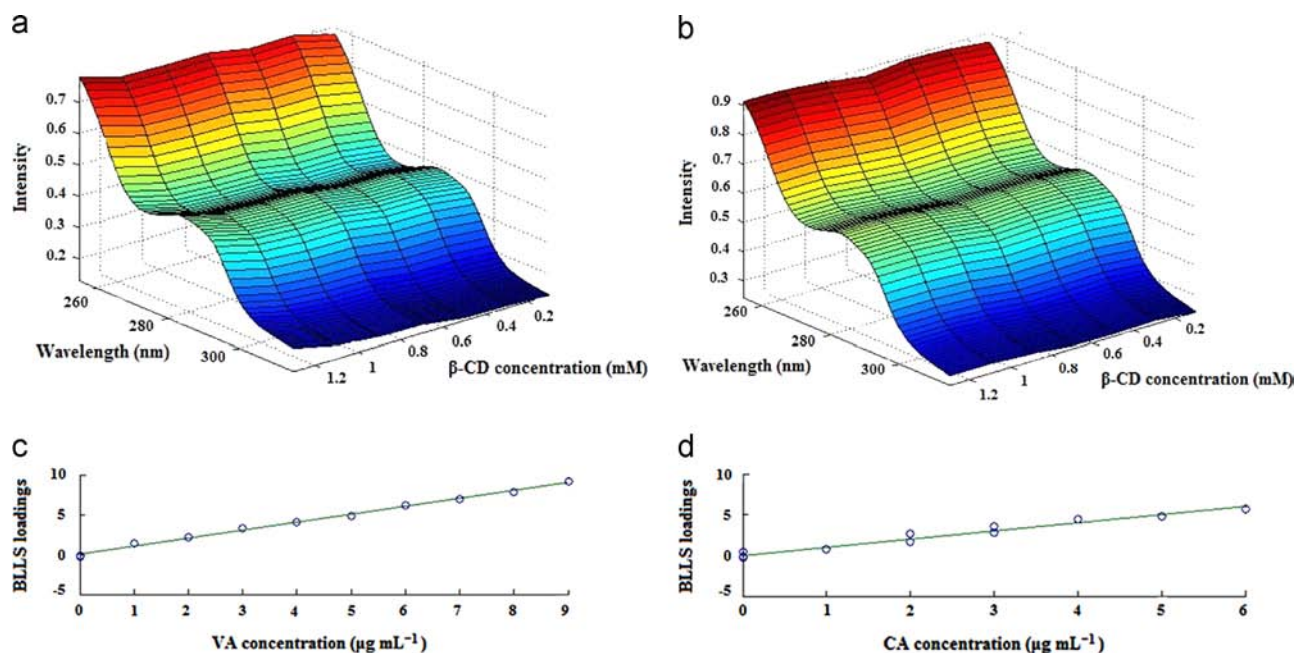 a
Intensity
0.7
0.6
0.5
0.4
0.3
0.2
260
280
300
Wavelength (nm)
1.2
1
0.8
0.6
0.4
0.2
β-CD concentration (mM)
b
Intensity
0.9
0.8
0.7
0.6
0.5
0.4
0.3
260
280
300
Wavelength (nm)
1.2
1
0.8
0.6
0.4
0.2
β-CD concentration (mM)
c
BLLS loadings
10
5
0
-5
0 1 2 3 4 5 6 7 8 9
VA concentration (µg mL⁻¹)
d
BLLS loadings
10
5
0
-5
0 1 2 3 4 5 6
CA concentration (µg mL⁻¹)